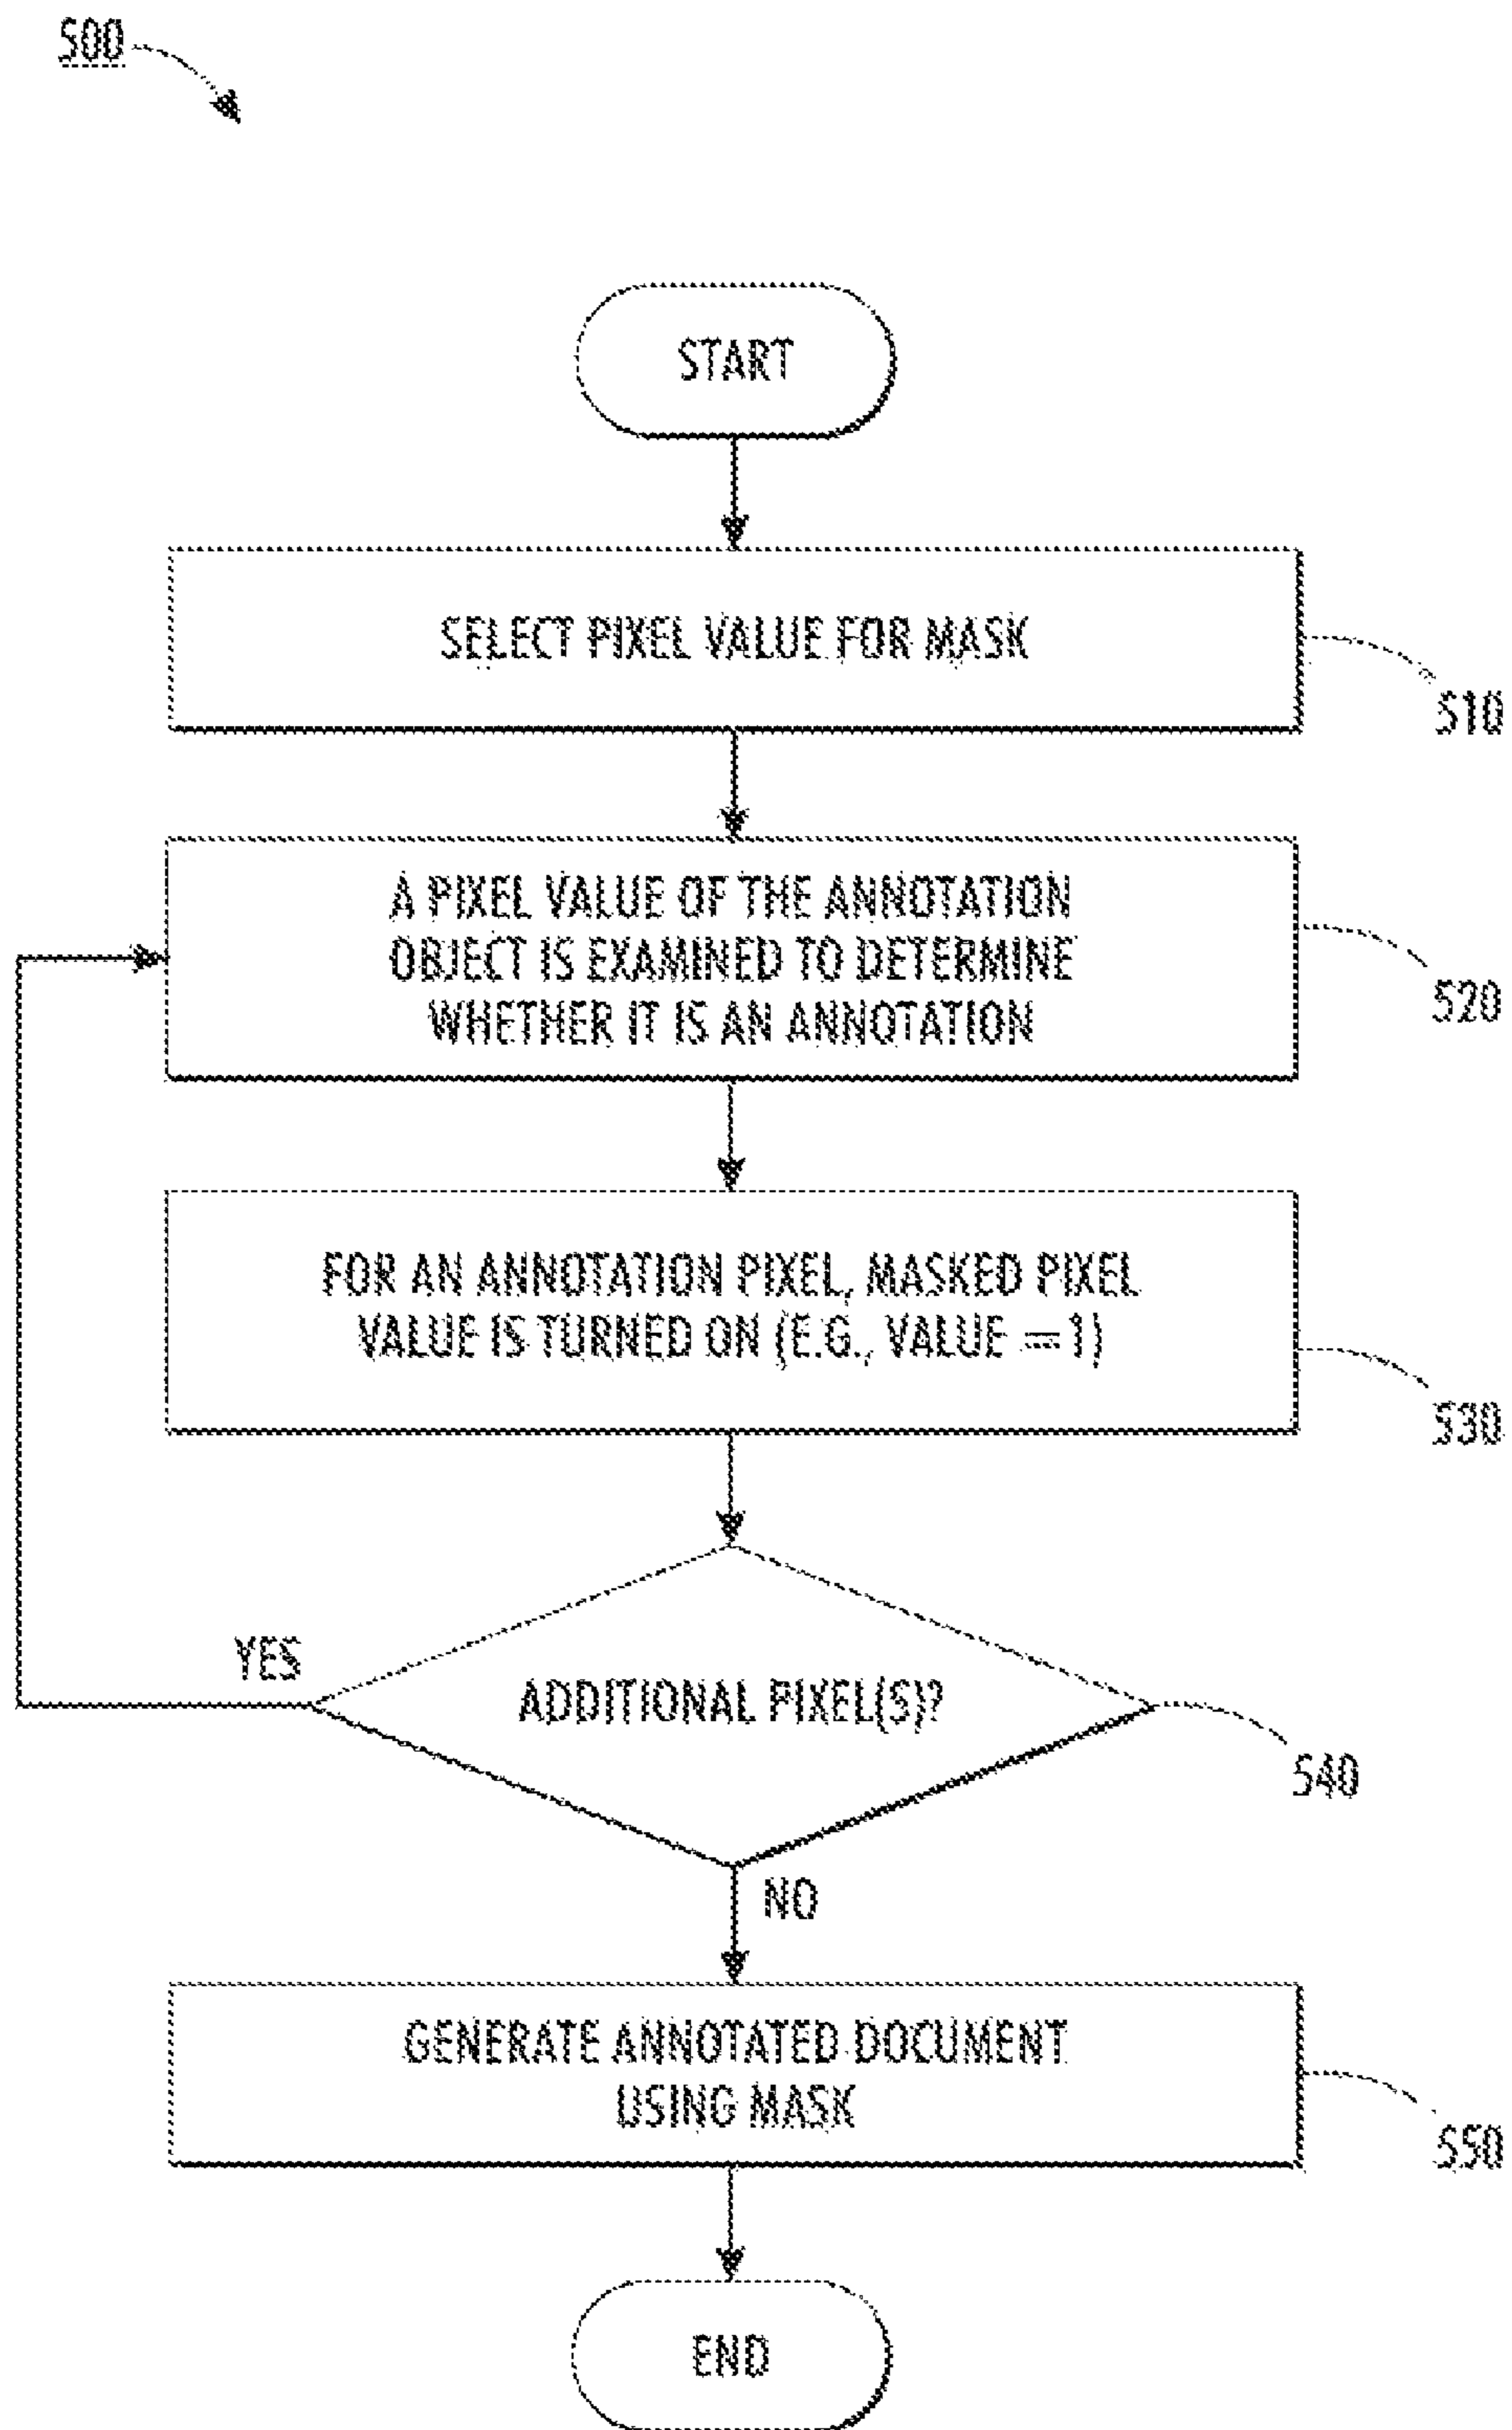 500
START
SELECT PIXEL VALUE FOR MASK
510
A PIXEL VALUE OF THE ANNOTATION
OBJECT IS EXAMINED TO DETERMINE
WHETHER IT IS AN ANNOTATION
520
FOR AN ANNOTATION PIXEL, MASKED PIXEL
VALUE IS TURNED ON (E.G., VALUE =1)
530
YES
ADDITIONAL PIXEL(S)?
540
NO
GENERATE ANNOTATED DOCUMENT
USING MASK
550
END